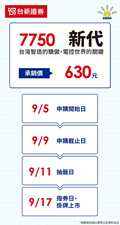 台新證券
7750 新代
台灣智造的驕傲，電控世界的關鍵
承銷價 630元
9/5 申購開始日
9/9 申購截止日
9/11 抽籤日
9/17 撥券日、
掛牌上市